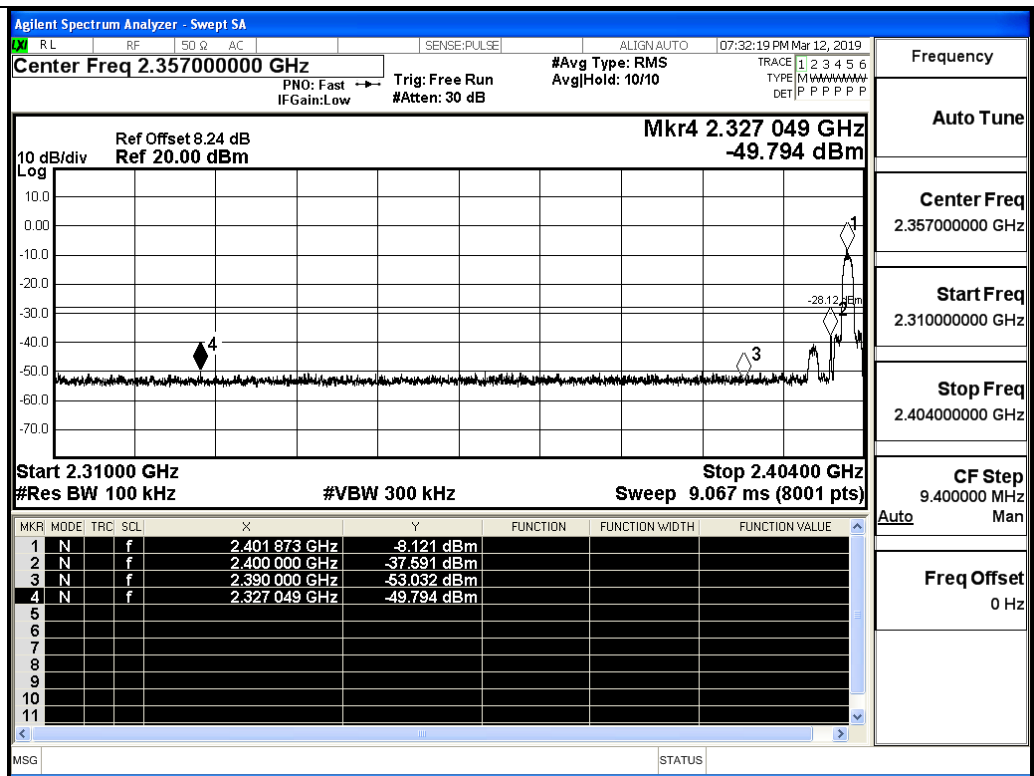 Agilent Spectrum Analyzer - Swept SA
LXI RL RF 50 Ω AC SENSE:PULSE ALIGN AUTO 07:32:19 PM Mar 12, 2019
Center Freq 2.357000000 GHz
PNO: Fast
IFGain:Low
Trig: Free Run
#Atten: 30 dB
#Avg Type: RMS
Avg|Hold: 10/10
TRACE 1 2 3 4 5 6
TYPE M W W W W W
DET P P P P P P
Ref Offset 8.24 dB
10 dB/div Ref 20.00 dBm
Log
Mkr4 2.327 049 GHz
-49.794 dBm
10.0
0.00
-10.0
-20.0
-30.0
-40.0
-50.0
-60.0
-70.0
1
-28.12 dBm
2
4
3
Start 2.31000 GHz Stop 2.40400 GHz
#Res BW 100 kHz #VBW 300 kHz Sweep 9.067 ms (8001 pts)
MKR MODE TRC SCL X Y FUNCTION FUNCTION WIDTH FUNCTION VALUE
1 N f 2.401 873 GHz -8.121 dBm
2 N f 2.400 000 GHz -37.591 dBm
3 N f 2.390 000 GHz -53.032 dBm
4 N f 2.327 049 GHz -49.794 dBm
5
6
7
8
9
10
11
MSG STATUS
Frequency
Auto Tune
Center Freq
2.357000000 GHz
Start Freq
2.310000000 GHz
Stop Freq
2.404000000 GHz
CF Step
9.400000 MHz
Auto Man
Freq Offset
0 Hz